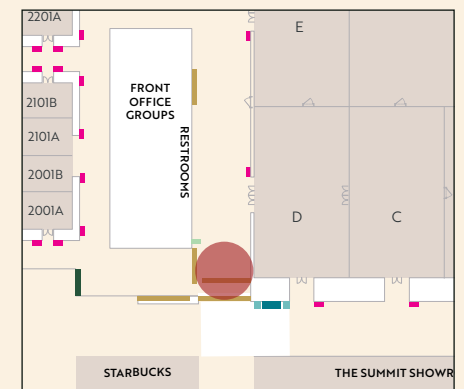 2201A
E
FRONT
OFFICE
GROUPS
2101B
RESTROOMS
2101A
2001B
2001A
D
C
STARBUCKS
THE SUMMIT SHOWR